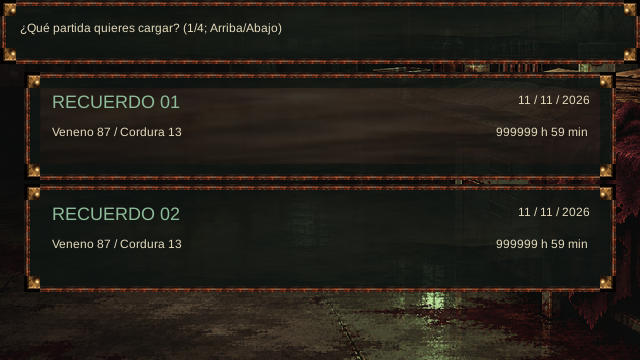 ¿Qué partida quieres cargar? (1/4; Arriba/Abajo)
RECUERDO 01
11 / 11 / 2026
Veneno 87 / Cordura 13
999999 h 59 min
RECUERDO 02
11 / 11 / 2026
Veneno 87 / Cordura 13
999999 h 59 min